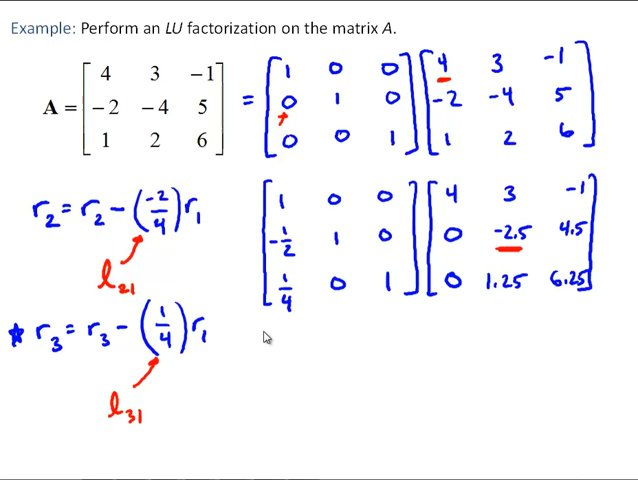 Example: Perform an LU factorization on the matrix A.
A = [ 4 3 −1
−2 −4 5
1 2 6 ]
= [ 1 0 0
0 1 0
0 0 1 ]
[ 4 3 -1
-2 -4 5
1 2 6 ]
r2 = r2 - (-2/4) r1
l21
* r3 = r3 - (1/4) r1
l31
[ 1 0 0
-1/2 1 0
1/4 0 1 ]
[ 4 3 -1
0 -2.5 4.5
0 1.25 6.25 ]